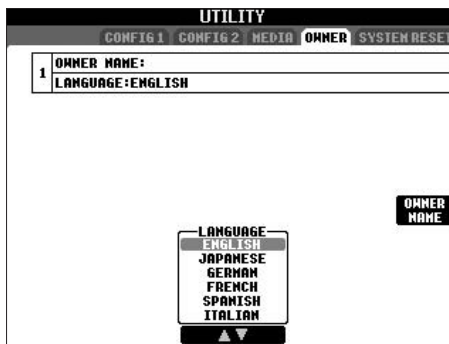 UTILITY
CONFIG 1 CONFIG 2 MEDIA OWNER SYSTEM RESET
1 OWNER NAME:
LANGUAGE:ENGLISH
OWNER
NAME
LANGUAGE
ENGLISH
JAPANESE
GERMAN
FRENCH
SPANISH
ITALIAN